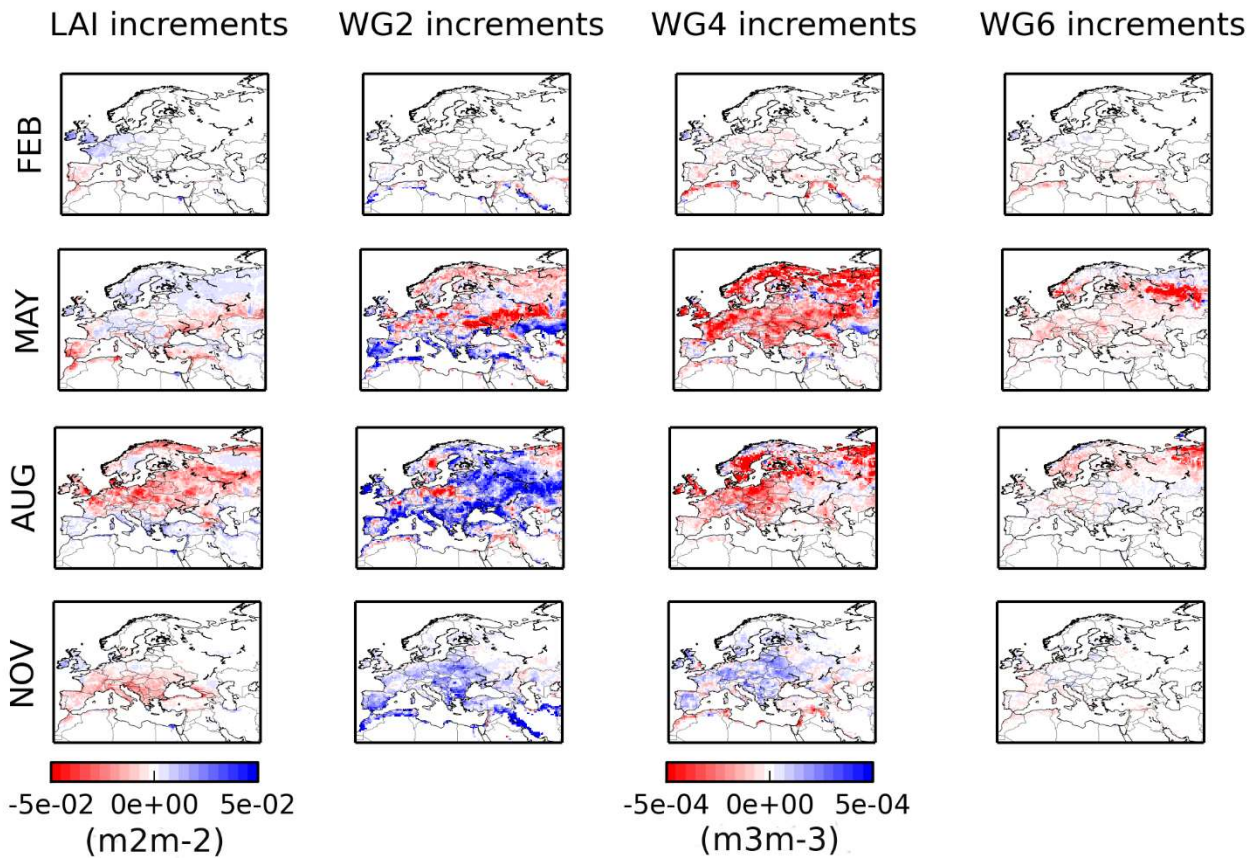 LAI increments WG2 increments WG4 increments WG6 increments
FEB
MAY
AUG
NOV
-5e-02 0e+00 5e-02
(m2m-2)
-5e-04 0e+00 5e-04
(m3m-3)